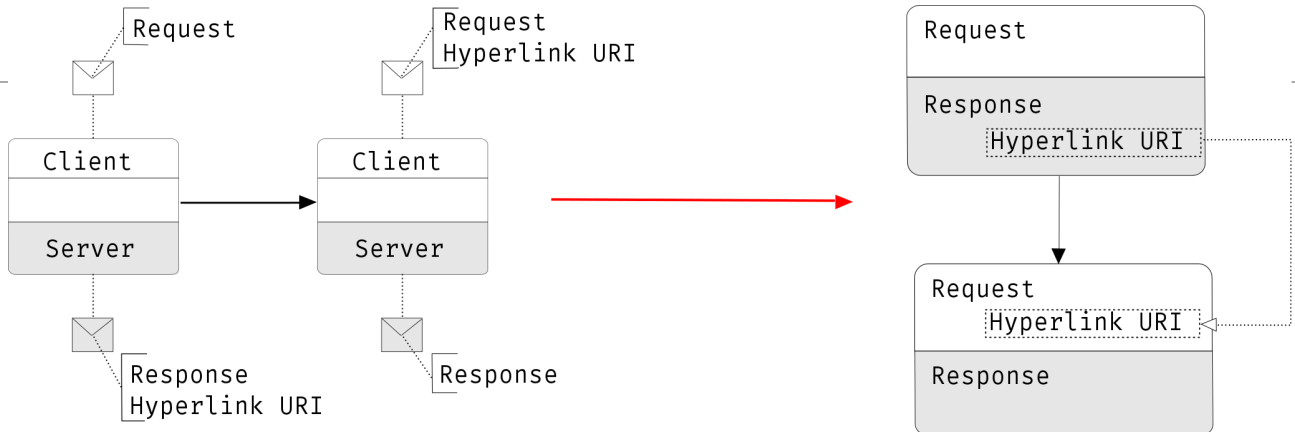 Request
Request
Hyperlink URI
Client
Server
Client
Server
Response
Hyperlink URI
Response
Request
Response
Hyperlink URI
Request
Hyperlink URI
Response